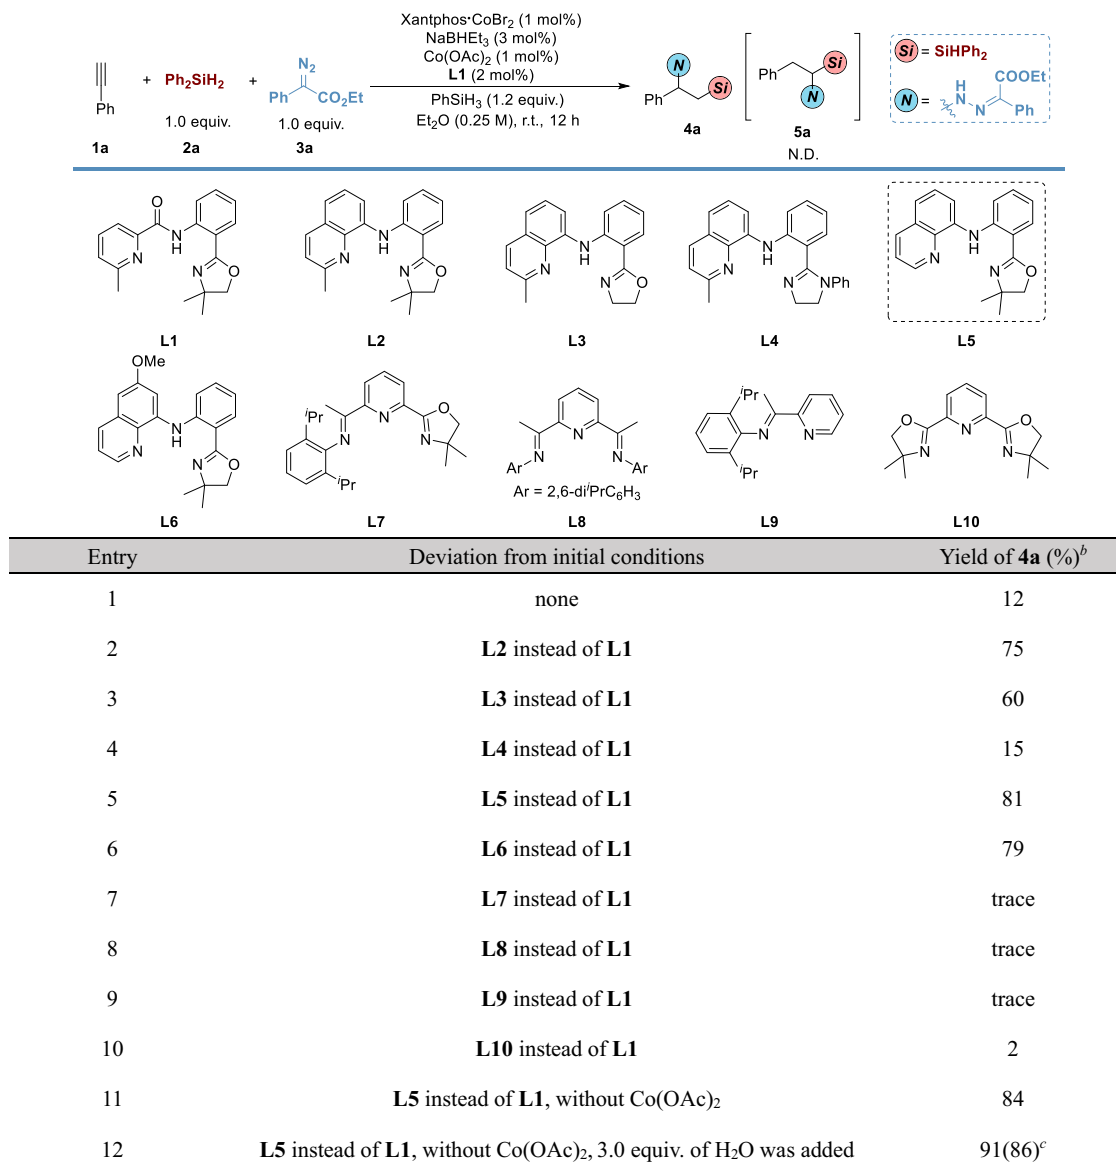 Xantphos·CoBr₂ (1 mol%)
NaBHEt₃ (3 mol%)
Co(OAc)₂ (1 mol%)
L1 (2 mol%)
PhSiH₃ (1.2 equiv.)
Et₂O (0.25 M), r.t., 12 h
Ph
1a
+
Ph₂SiH₂
1.0 equiv.
2a
+
N₂
Ph CO₂Et
1.0 equiv.
3a
N
Ph Si
4a
Ph Si
N
5a
N.D.
Si = SiHPh₂
N = H N N COOEt Ph
O N H N N O
L1
N N H N O
L2
N N H N O
L3
N N H N NPh
L4
N N H N O
L5
OMe N N H N O
L6
ⁱPr N N O N ⁱPr
L7
N N N Ar Ar
Ar = 2,6-diⁱPrC₆H₃
L8
ⁱPr N N ⁱPr
L9
O N N N O
L10
Entry Deviation from initial conditions Yield of 4a (%)ᵇ
1 none 12
2 L2 instead of L1 75
3 L3 instead of L1 60
4 L4 instead of L1 15
5 L5 instead of L1 81
6 L6 instead of L1 79
7 L7 instead of L1 trace
8 L8 instead of L1 trace
9 L9 instead of L1 trace
10 L10 instead of L1 2
11 L5 instead of L1, without Co(OAc)₂ 84
12 L5 instead of L1, without Co(OAc)₂, 3.0 equiv. of H₂O was added 91(86)ᶜ